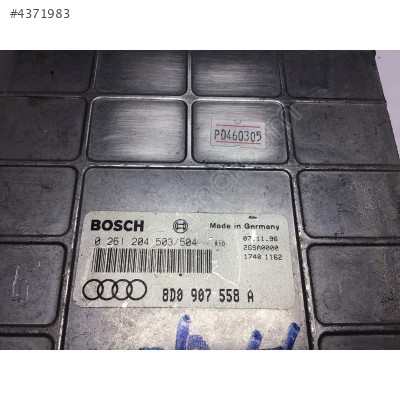 #4371983
PD460305
BOSCH Made in Germany
0 261 204 503/504 07.11.96
2GSA0000
1740 1162
8D0 907 558 A